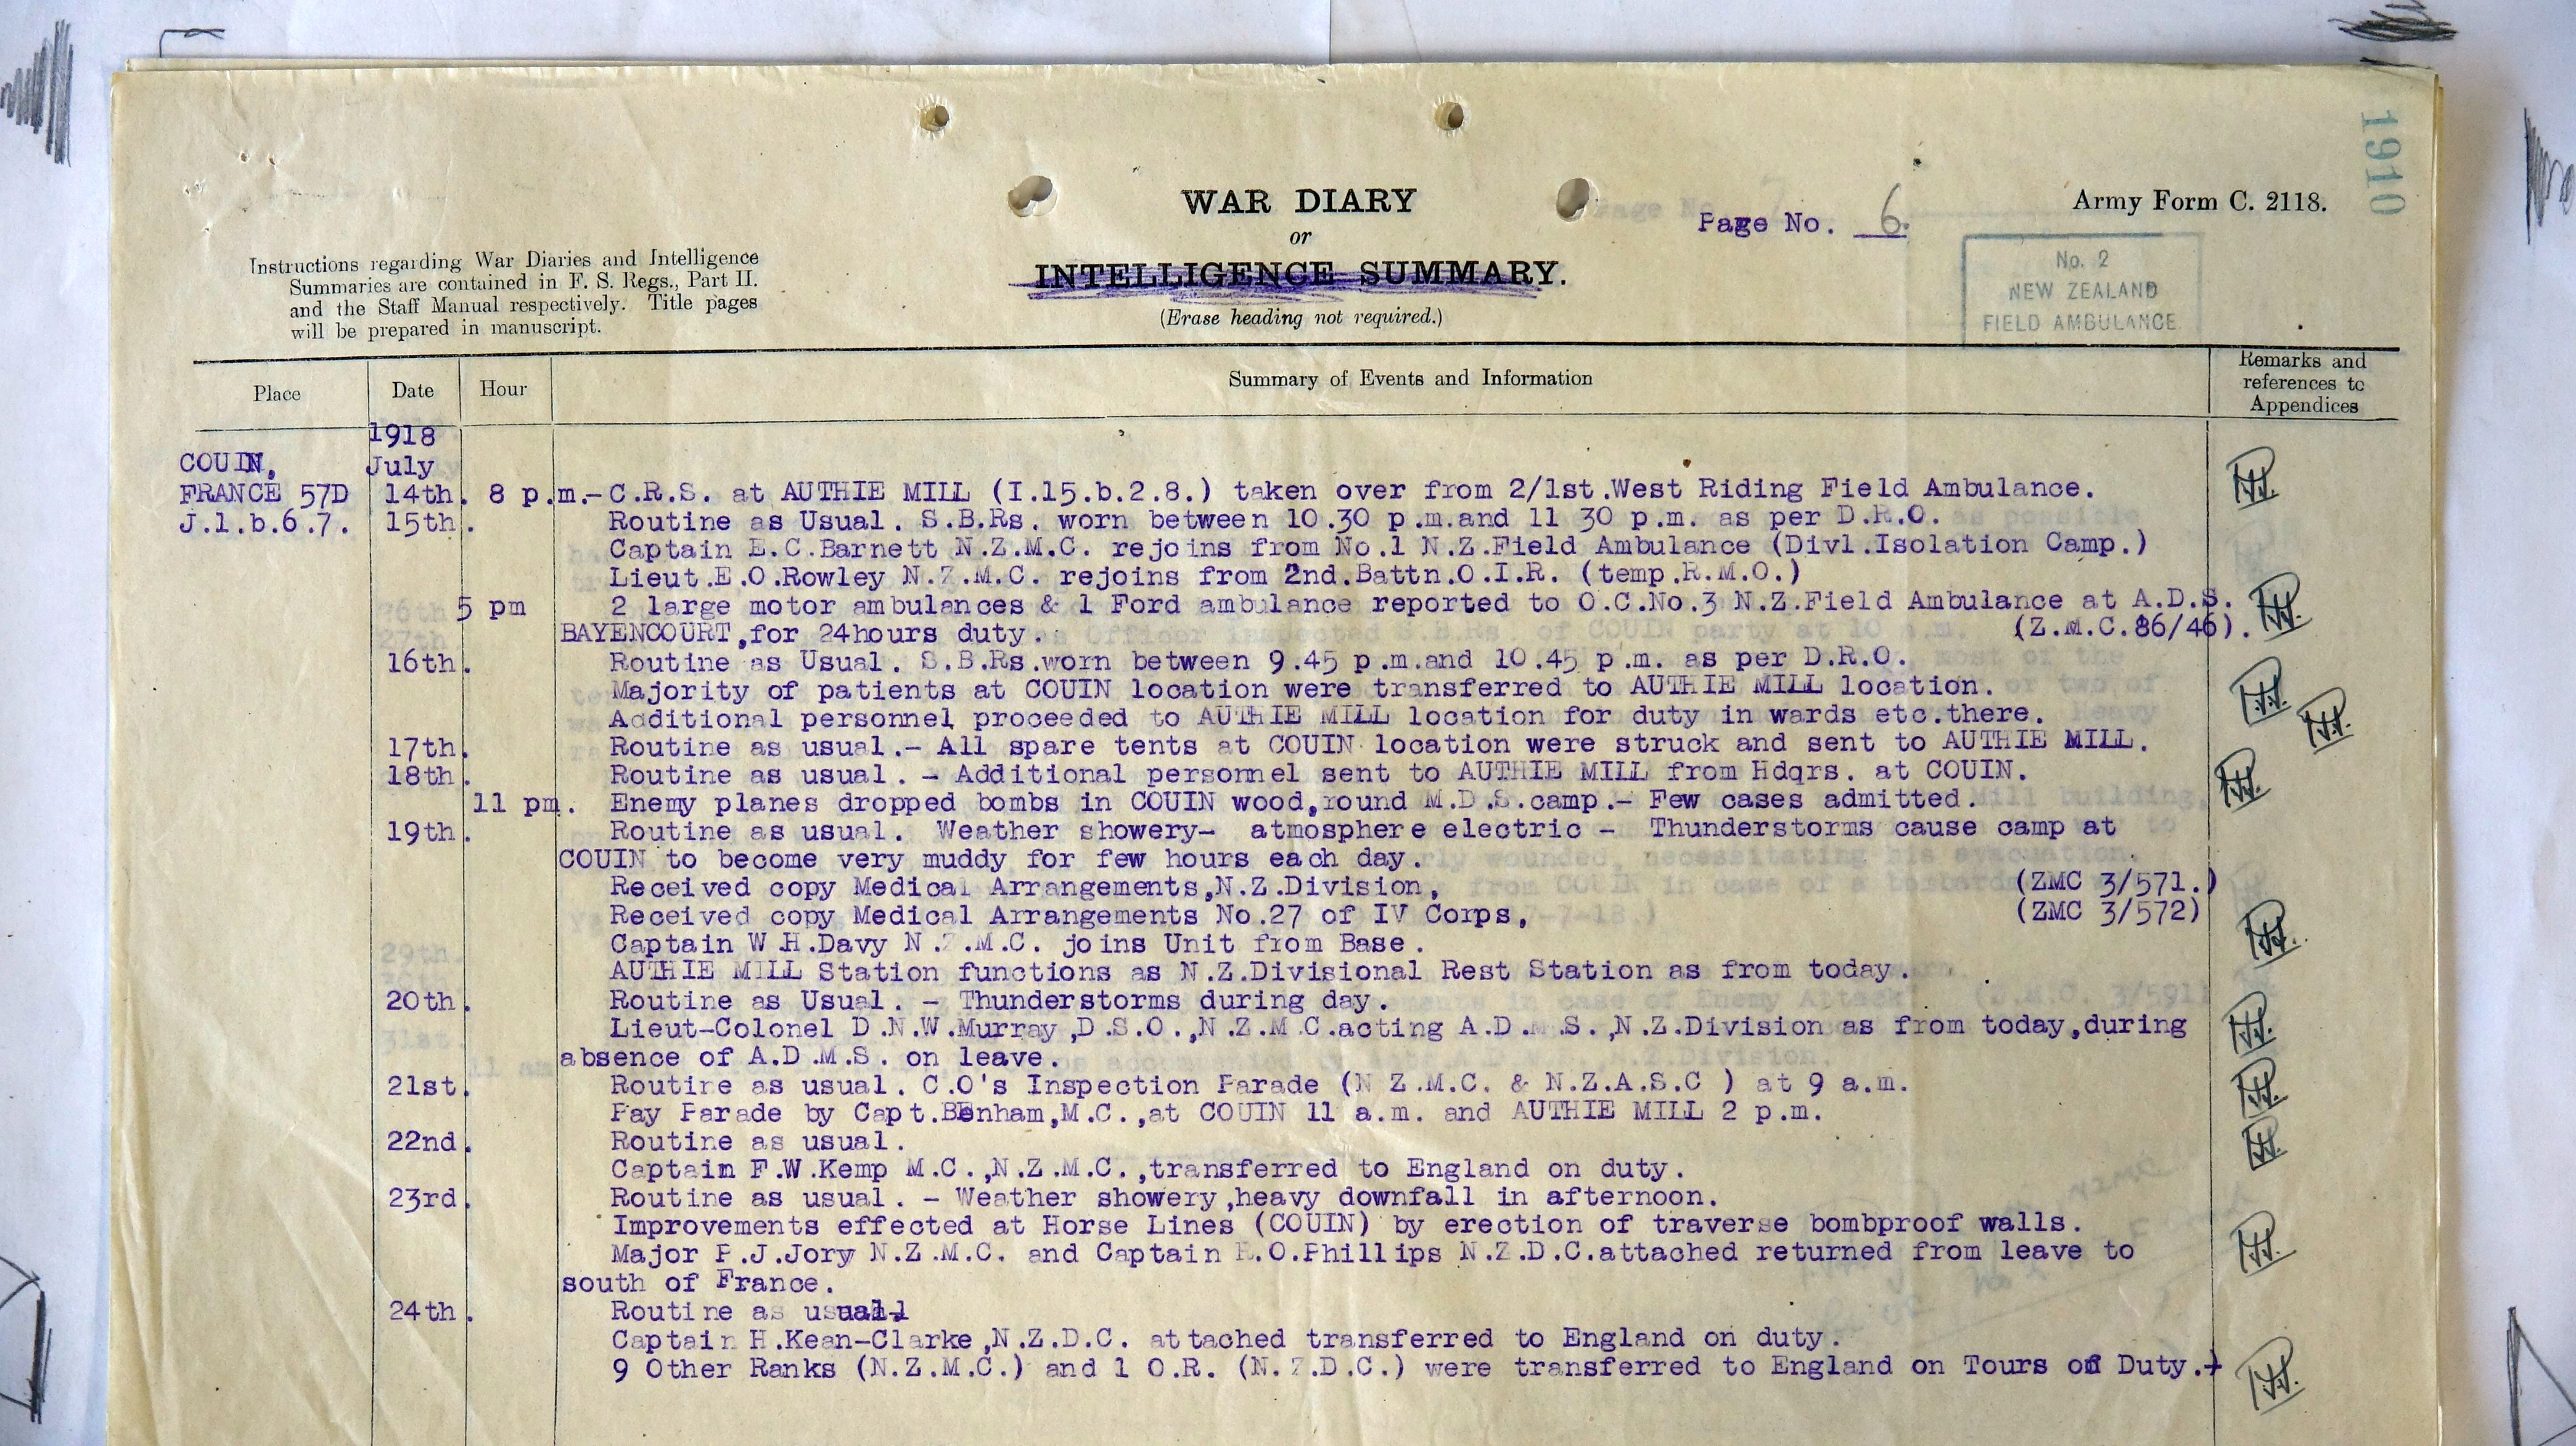 1910
WAR DIARY
or
INTELLIGENCE SUMMARY.
(Erase heading not required.)
Page No. 6.
Army Form C. 2118.
No. 2
NEW ZEALAND
FIELD AMBULANCE
Instructions regarding War Diaries and Intelligence
Summaries are contained in F. S. Regs., Part II.
and the Staff Manual respectively. Title pages
will be prepared in manuscript.
Place Date Hour Summary of Events and Information Remarks and references to Appendices
1918
COUIN, July
FRANCE 57D 14th. 8 p.m.- C.R.S. at AUTHIE MILL (I.15.b.2.8.) taken over from 2/1st.West Riding Field Ambulance.
J.1.b.6.7. 15th. Routine as Usual. S.B.Rs. worn between 10.30 p.m.and 11 30 p.m. as per D.R.O.
Captain E.C.Barnett N.Z.M.C. rejoins from No.1 N.Z.Field Ambulance (Divl.Isolation Camp.)
Lieut.E.O.Rowley N.Z.M.C. rejoins from 2nd.Battn.O.I.R. (temp.R.M.O.)
5 pm 2 large motor ambulances & 1 Ford ambulance reported to O.C.No.3 N.Z.Field Ambulance at A.D.S.
BAYENCOURT,for 24hours duty. (Z.M.C.86/46).
16th. Routine as Usual. S.B.Rs.worn between 9.45 p.m.and 10.45 p.m. as per D.R.O.
Majority of patients at COUIN location were transferred to AUTHIE MILL location.
Additional personnel proceeded to AUTHIE MILL location for duty in wards etc.there.
17th. Routine as usual.- All spare tents at COUIN location were struck and sent to AUTHIE MILL.
18th. Routine as usual. - Additional personnel sent to AUTHIE MILL from Hdqrs. at COUIN.
11 pm. Enemy planes dropped bombs in COUIN wood,round M.D.S.camp.- Few cases admitted.
19th. Routine as usual. Weather showery- atmosphere electric - Thunderstorms cause camp at
COUIN to become very muddy for few hours each day.
Received copy Medical Arrangements,N.Z.Division, (ZMC 3/571.)
Received copy Medical Arrangements No.27 of IV Corps, (ZMC 3/572)
Captain W.H.Davy N.Z.M.C. joins Unit from Base.
AUTHIE MILL Station functions as N.Z.Divisional Rest Station as from today.
20th. Routine as Usual. - Thunderstorms during day.
Lieut-Colonel D.N.W.Murray,D.S.O.,N.Z.M.C.acting A.D.M.S.,N.Z.Division as from today,during
absence of A.D.M.S. on leave.
21st. Routine as usual. C.O's Inspection Parade (N Z.M.C. & N.Z.A.S.C ) at 9 a.m.
Pay Parade by Capt.Benham,M.C.,at COUIN 11 a.m. and AUTHIE MILL 2 p.m.
22nd. Routine as usual.
Captain F.W.Kemp M.C.,N.Z.M.C.,transferred to England on duty.
23rd. Routine as usual. - Weather showery,heavy downfall in afternoon.
Improvements effected at Horse Lines (COUIN) by erection of traverse bombproof walls.
Major P.J.Jory N.Z.M.C. and Captain R.O.Phillips N.Z.D.C.attached returned from leave to
south of France.
24th. Routine as usual
Captain H.Kean-Clarke,N.Z.D.C. attached transferred to England on duty.
9 Other Ranks (N.Z.M.C.) and 1 O.R. (N.Z.D.C.) were transferred to England on Tours of Duty.